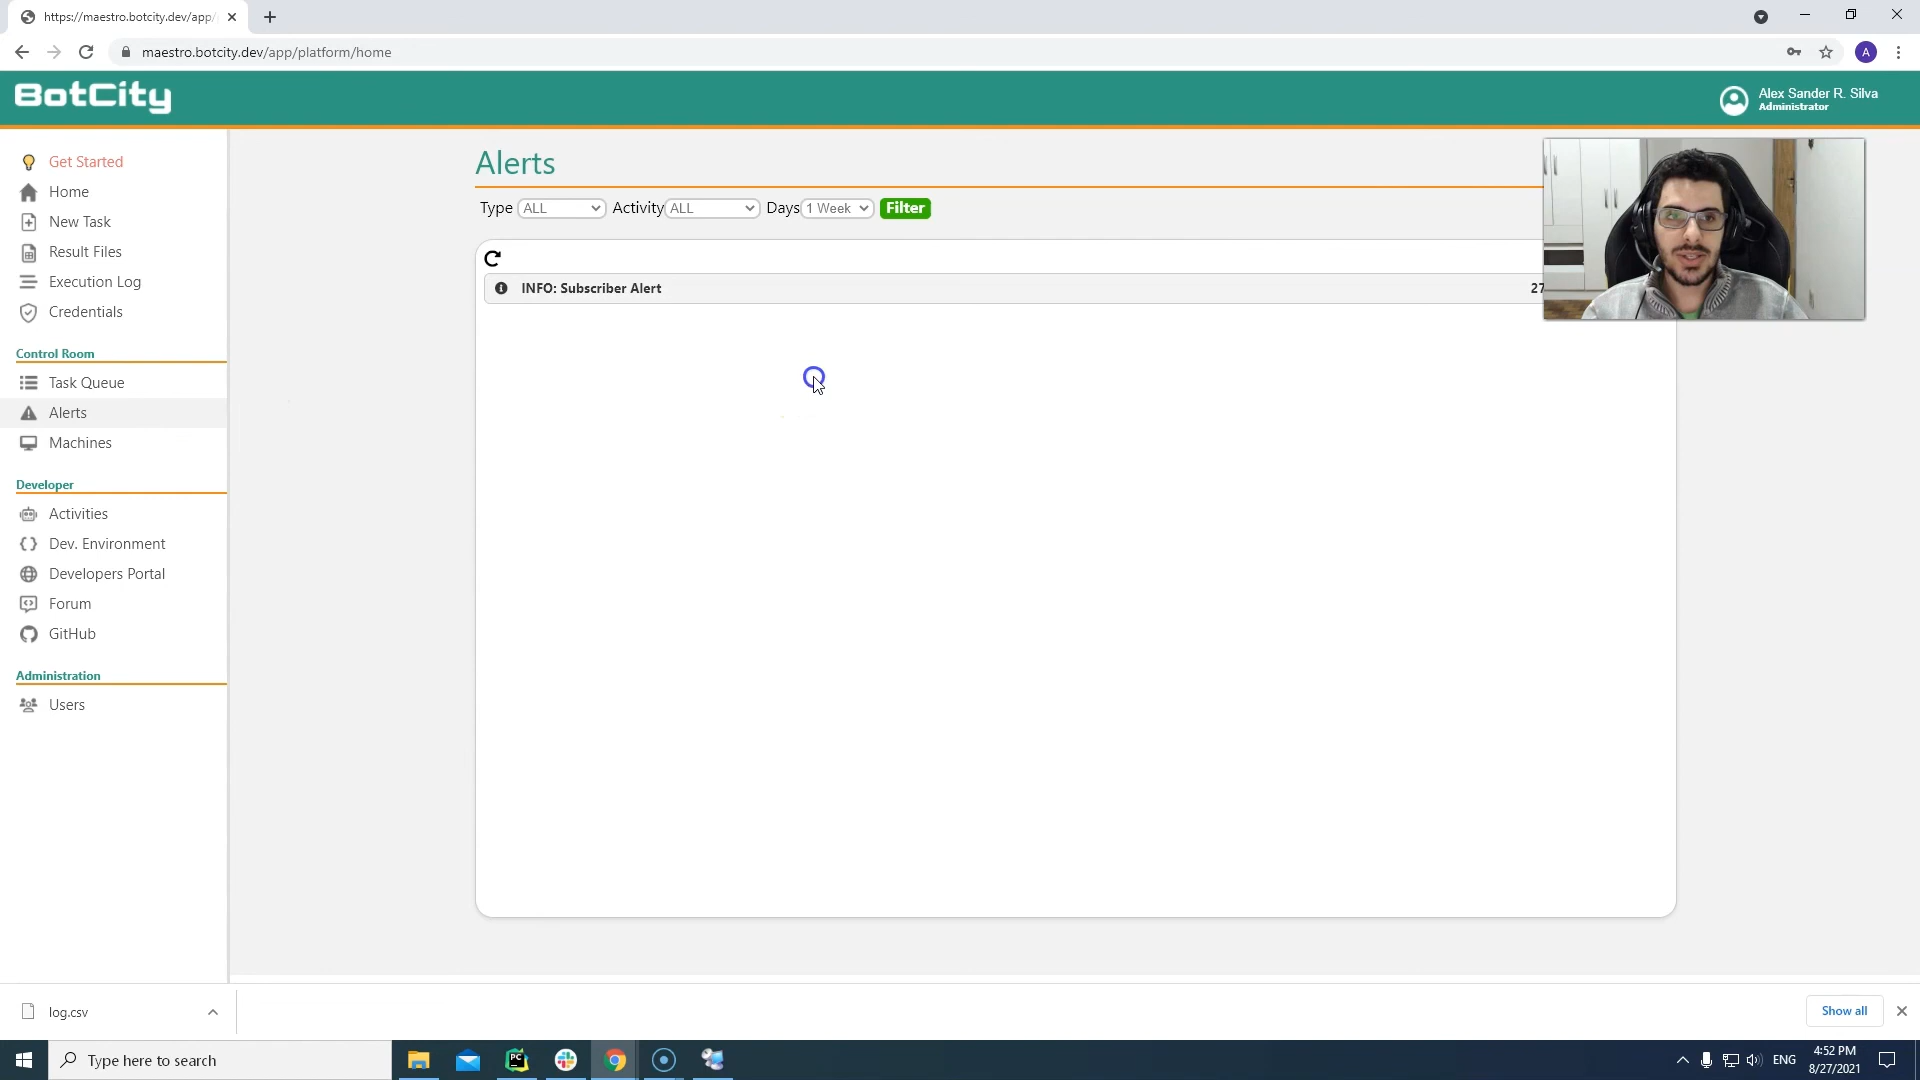 https://maestro.botcity.dev/app/
maestro.botcity.dev/app/platform/home
A
BotCity
Alex Sander R. Silva
Administrator
Get Started
Home
New Task
Result Files
Execution Log
Credentials
Control Room
Task Queue
Alerts
Machines
Developer
Activities
Dev. Environment
Developers Portal
Forum
GitHub
Administration
Users
Alerts
Type ALL Activity ALL Days 1 Week Filter
INFO: Subscriber Alert 27
log.csv
Show all
Type here to search
PC
ENG
4:52 PM
8/27/2021